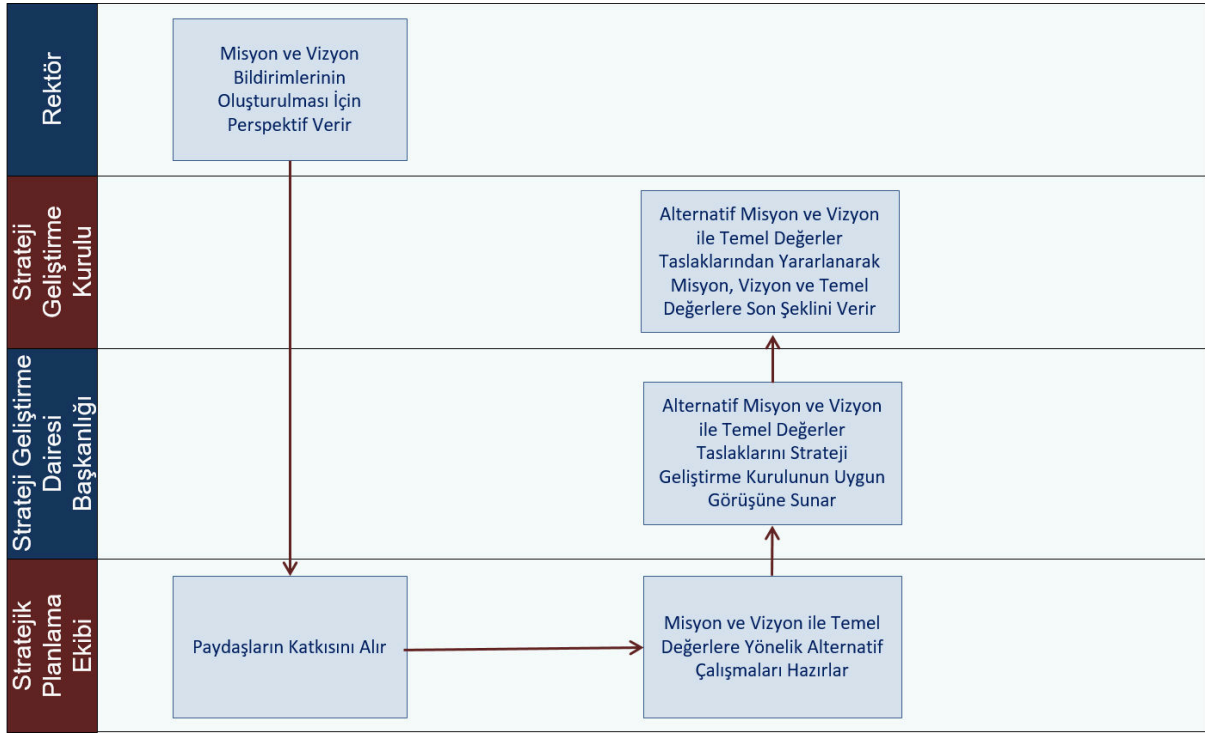 Rektör
Misyon ve Vizyon
Bildirimlerinin
Oluşturulması İçin
Perspektif Verir
Strateji
Geliştirme
Kurulu
Alternatif Misyon ve Vizyon
ile Temel Değerler
Taslaklarından Yararlanarak
Misyon, Vizyon ve Temel
Değerlere Son Şeklini Verir
Strateji Geliştirme
Dairesi
Başkanlığı
Alternatif Misyon ve Vizyon
ile Temel Değerler
Taslaklarını Strateji
Geliştirme Kurulunun Uygun
Görüşüne Sunar
Stratejik
Planlama
Ekibi
Paydaşların Katkısını Alır
Misyon ve Vizyon ile Temel
Değerlere Yönelik Alternatif
Çalışmaları Hazırlar